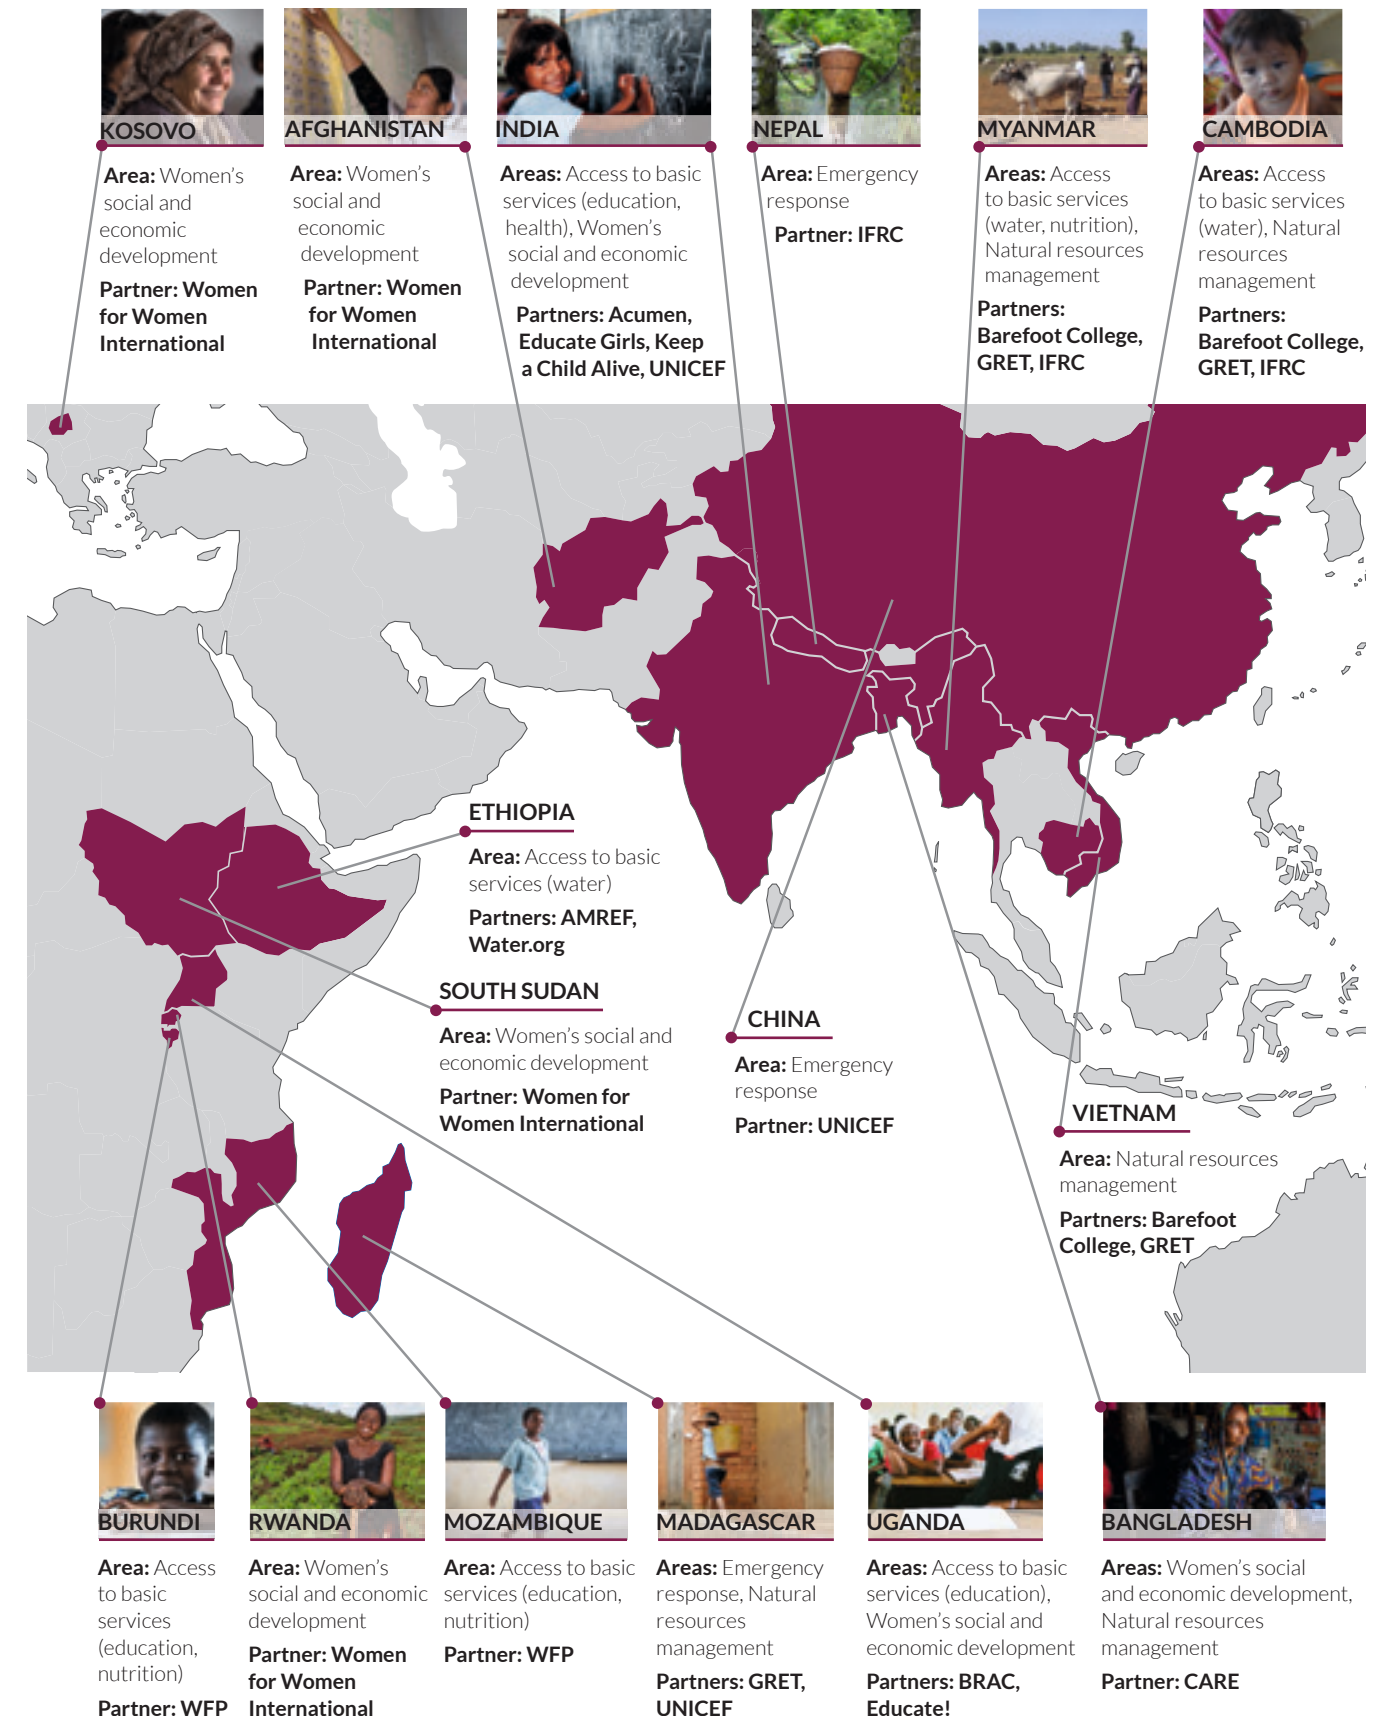 KOSOVO
Area: Women's
social and
economic
development
Partner: Women
for Women
International
AFGHANISTAN
Area: Women's
social and
economic
development
Partner: Women
for Women
International
INDIA
Areas: Access to basic
services (education,
health), Women's
social and economic
development
Partners: Acumen,
Educate Girls, Keep
a Child Alive, UNICEF
NEPAL
Area: Emergency
response
Partner: IFRC
MYANMAR
Areas: Access
to basic services
(water, nutrition),
Natural resources
management
Partners:
Barefoot College,
GRET, IFRC
CAMBODIA
Areas: Access
to basic services
(water), Natural
resources
management
Partners:
Barefoot College,
GRET, IFRC
ETHIOPIA
Area: Access to basic
services (water)
Partners: AMREF,
Water.org
SOUTH SUDAN
Area: Women's social and
economic development
Partner: Women for
Women International
CHINA
Area: Emergency
response
Partner: UNICEF
VIETNAM
Area: Natural resources
management
Partners: Barefoot
College, GRET
BURUNDI
Area: Access
to basic
services
(education,
nutrition)
Partner: WFP
RWANDA
Area: Women's
social and economic
development
Partner: Women
for Women
International
MOZAMBIQUE
Area: Access to basic
services (education,
nutrition)
Partner: WFP
MADAGASCAR
Areas: Emergency
response, Natural
resources
management
Partners: GRET,
UNICEF
UGANDA
Areas: Access to basic
services (education),
Women's social and
economic development
Partners: BRAC,
Educate!
BANGLADESH
Areas: Women's social
and economic development,
Natural resources
management
Partner: CARE